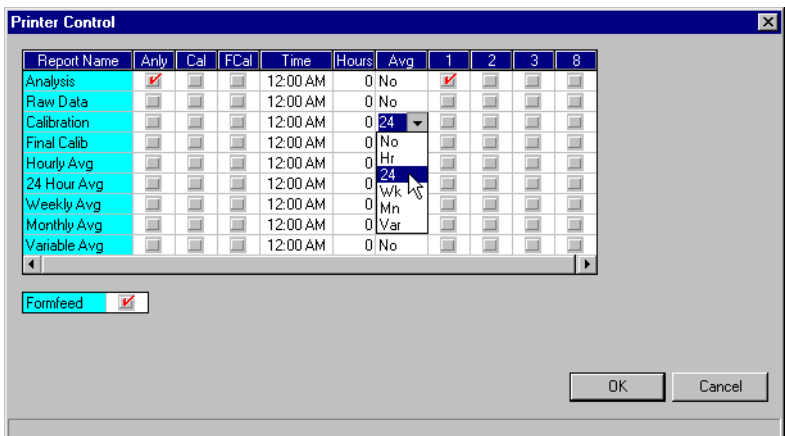 Printer Control
Report Name Anly Cal FCal Time Hours Avg 1 2 3 8
Analysis 12:00 AM 0 No
Raw Data 12:00 AM 0 No
Calibration 12:00 AM 0 24
Final Calib 12:00 AM 0 No
Hourly Avg 12:00 AM 0 Hr
24 Hour Avg 12:00 AM 0 24
Weekly Avg 12:00 AM 0 Wk
Monthly Avg 12:00 AM 0 Mn
Var
Variable Avg 12:00 AM 0 No
Formfeed
OK Cancel